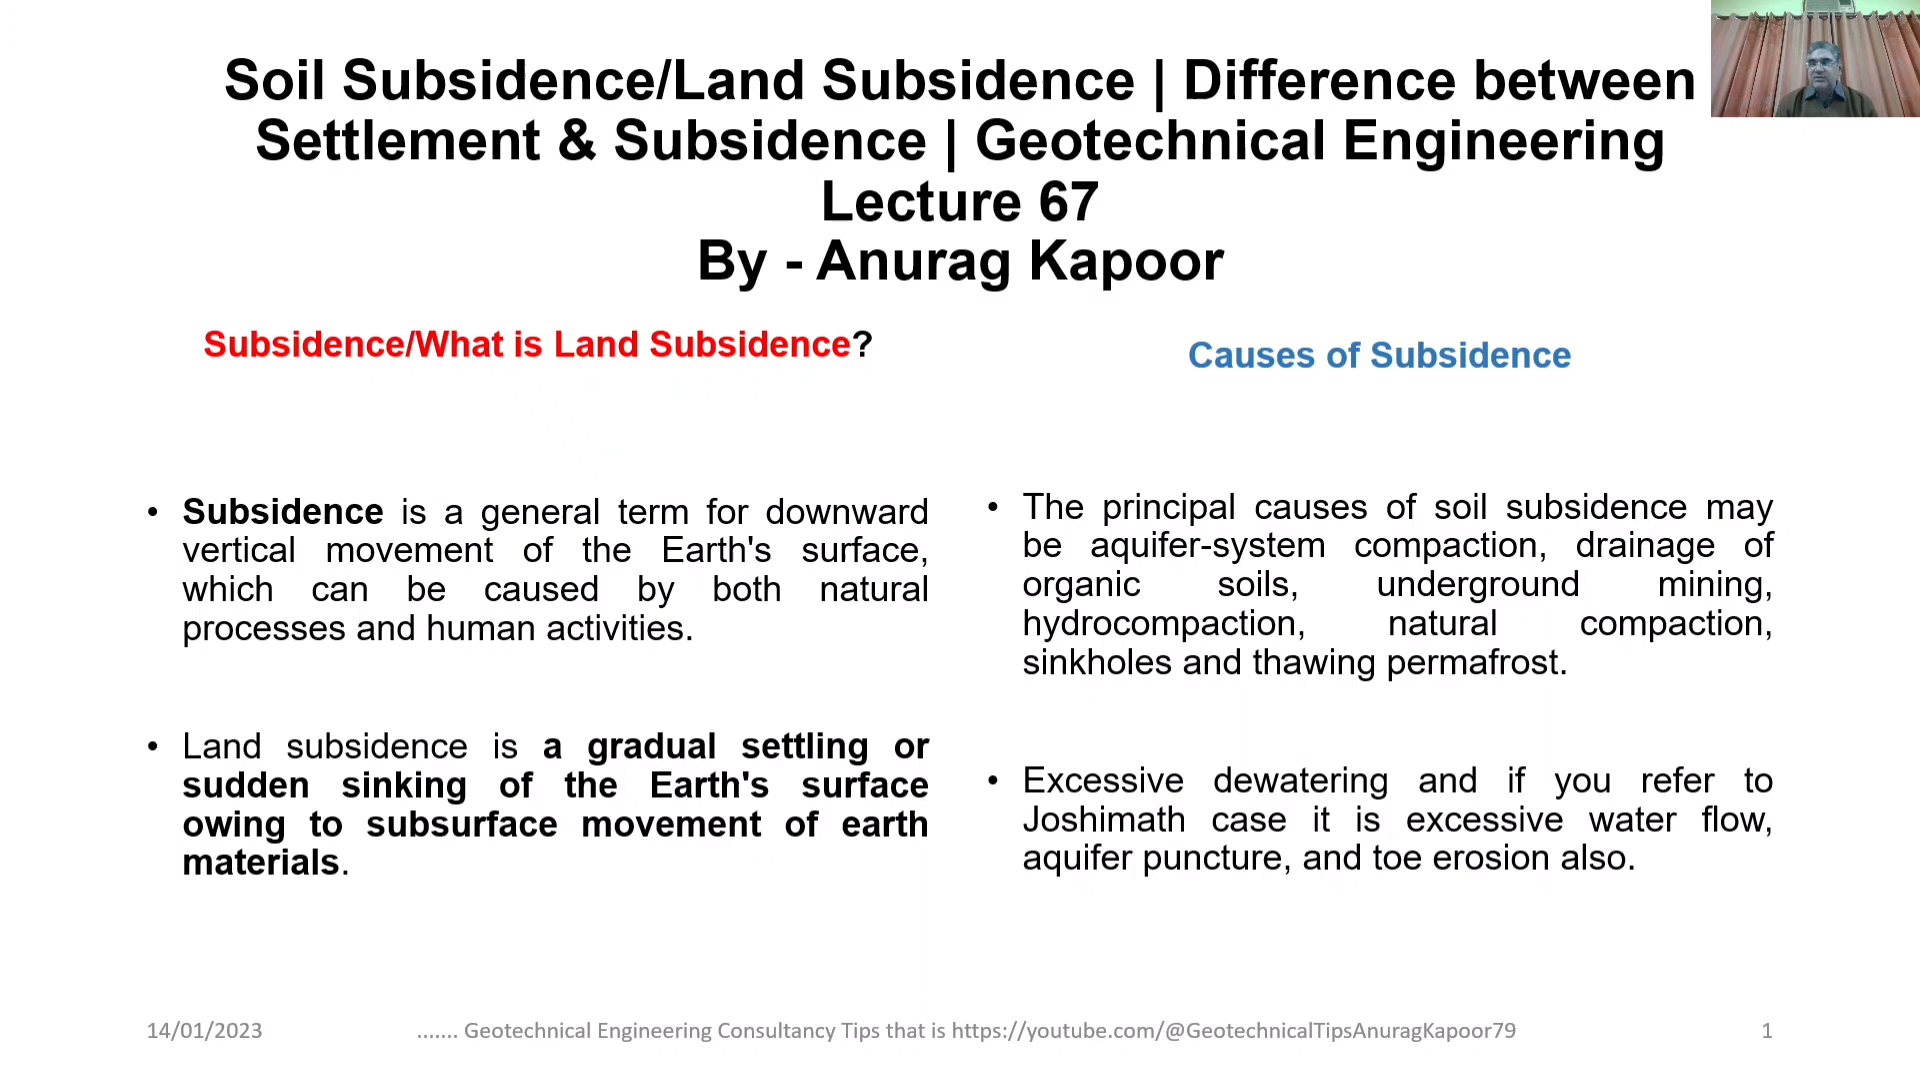 Soil Subsidence/Land Subsidence | Difference between
Settlement & Subsidence | Geotechnical Engineering
Lecture 67
By - Anurag Kapoor
Subsidence/What is Land Subsidence?
• Subsidence is a general term for downward
vertical movement of the Earth's surface,
which can be caused by both natural
processes and human activities.
• Land subsidence is a gradual settling or
sudden sinking of the Earth's surface
owing to subsurface movement of earth
materials.
Causes of Subsidence
• The principal causes of soil subsidence may
be aquifer-system compaction, drainage of
organic soils, underground mining,
hydrocompaction, natural compaction,
sinkholes and thawing permafrost.
• Excessive dewatering and if you refer to
Joshimath case it is excessive water flow,
aquifer puncture, and toe erosion also.
14/01/2023
....... Geotechnical Engineering Consultancy Tips that is https://youtube.com/@GeotechnicalTipsAnuragKapoor79
1